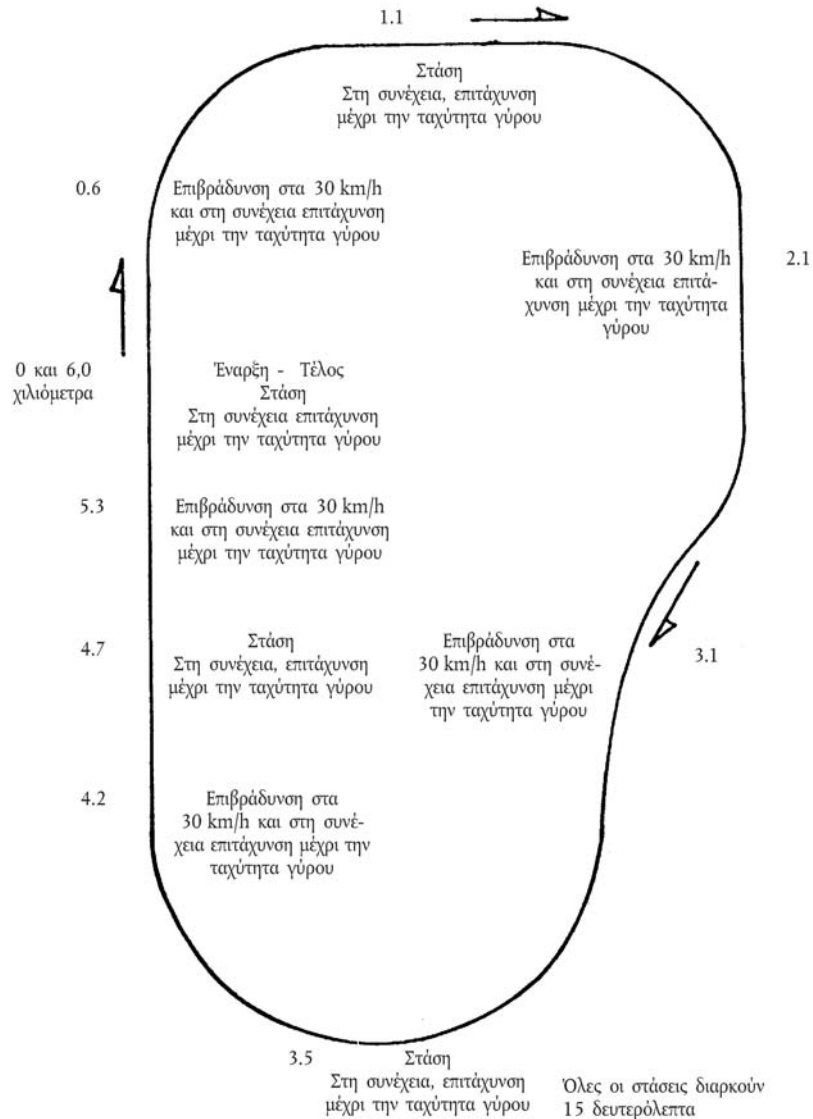 1.1
Στάση
Στη συνέχεια, επιτάχυνση
μέχρι την ταχύτητα γύρου
0.6
Επιβράδυνση στα 30 km/h
και στη συνέχεια επιτάχυνση
μέχρι την ταχύτητα γύρου
Επιβράδυνση στα 30 km/h
και στη συνέχεια επιτά-
χυνση μέχρι την ταχύτητα
γύρου
2.1
0 και 6,0
χιλιόμετρα
Έναρξη - Τέλος
Στάση
Στη συνέχεια επιτάχυνση
μέχρι την ταχύτητα γύρου
5.3
Επιβράδυνση στα 30 km/h
και στη συνέχεια επιτάχυνση
μέχρι την ταχύτητα γύρου
4.7
Στάση
Στη συνέχεια, επιτάχυνση
μέχρι την ταχύτητα γύρου
Επιβράδυνση στα
30 km/h και στη συνέ-
χεια επιτάχυνση μέχρι
την ταχύτητα γύρου
3.1
4.2
Επιβράδυνση στα
30 km/h και στη συνέ-
χεια επιτάχυνση μέχρι την
ταχύτητα γύρου
3.5
Στάση
Στη συνέχεια, επιτάχυνση
μέχρι την ταχύτητα γύρου
Όλες οι στάσεις διαρκούν
15 δευτερόλεπτα